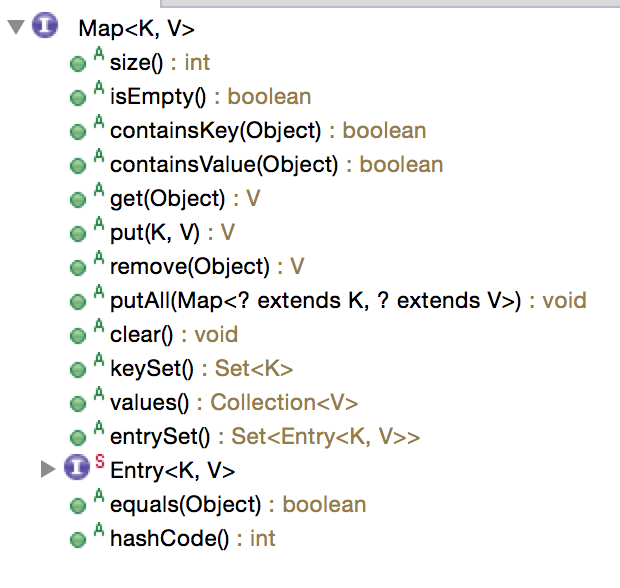 I Map<K, V>
A size() : int
A isEmpty() : boolean
A containsKey(Object) : boolean
A containsValue(Object) : boolean
A get(Object) : V
A put(K, V) : V
A remove(Object) : V
A putAll(Map<? extends K, ? extends V>) : void
A clear() : void
A keySet() : Set<K>
A values() : Collection<V>
A entrySet() : Set<Entry<K, V>>
I S Entry<K, V>
A equals(Object) : boolean
A hashCode() : int